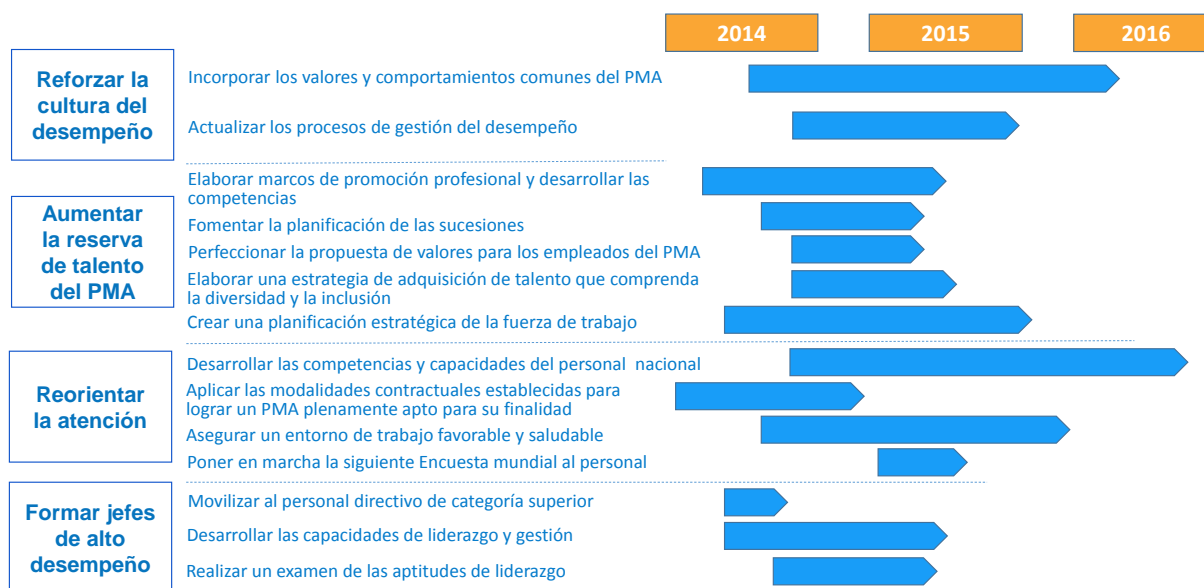 2014
2015
2016
Reforzar la
cultura del
desempeño
Incorporar los valores y comportamientos comunes del PMA
Actualizar los procesos de gestión del desempeño
Aumentar
la reserva
de talento
del PMA
Elaborar marcos de promoción profesional y desarrollar las
competencias
Fomentar la planificación de las sucesiones
Perfeccionar la propuesta de valores para los empleados del PMA
Elaborar una estrategia de adquisición de talento que comprenda
la diversidad y la inclusión
Crear una planificación estratégica de la fuerza de trabajo
Reorientar
la atención
Desarrollar las competencias y capacidades del personal nacional
Aplicar las modalidades contractuales establecidas para
lograr un PMA plenamente apto para su finalidad
Asegurar un entorno de trabajo favorable y saludable
Poner en marcha la siguiente Encuesta mundial al personal
Formar jefes
de alto
desempeño
Movilizar al personal directivo de categoría superior
Desarrollar las capacidades de liderazgo y gestión
Realizar un examen de las aptitudes de liderazgo